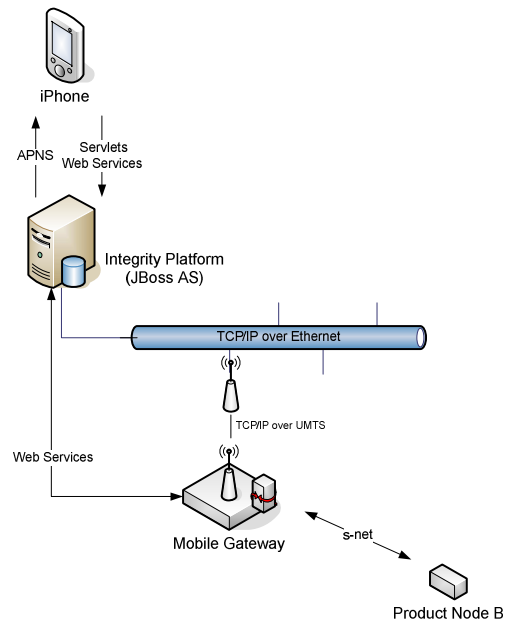 iPhone
APNS
Servlets
Web Services
Integrity Platform
(JBoss AS)
TCP/IP over Ethernet
TCP/IP over UMTS
Web Services
Mobile Gateway
s-net
Product Node B